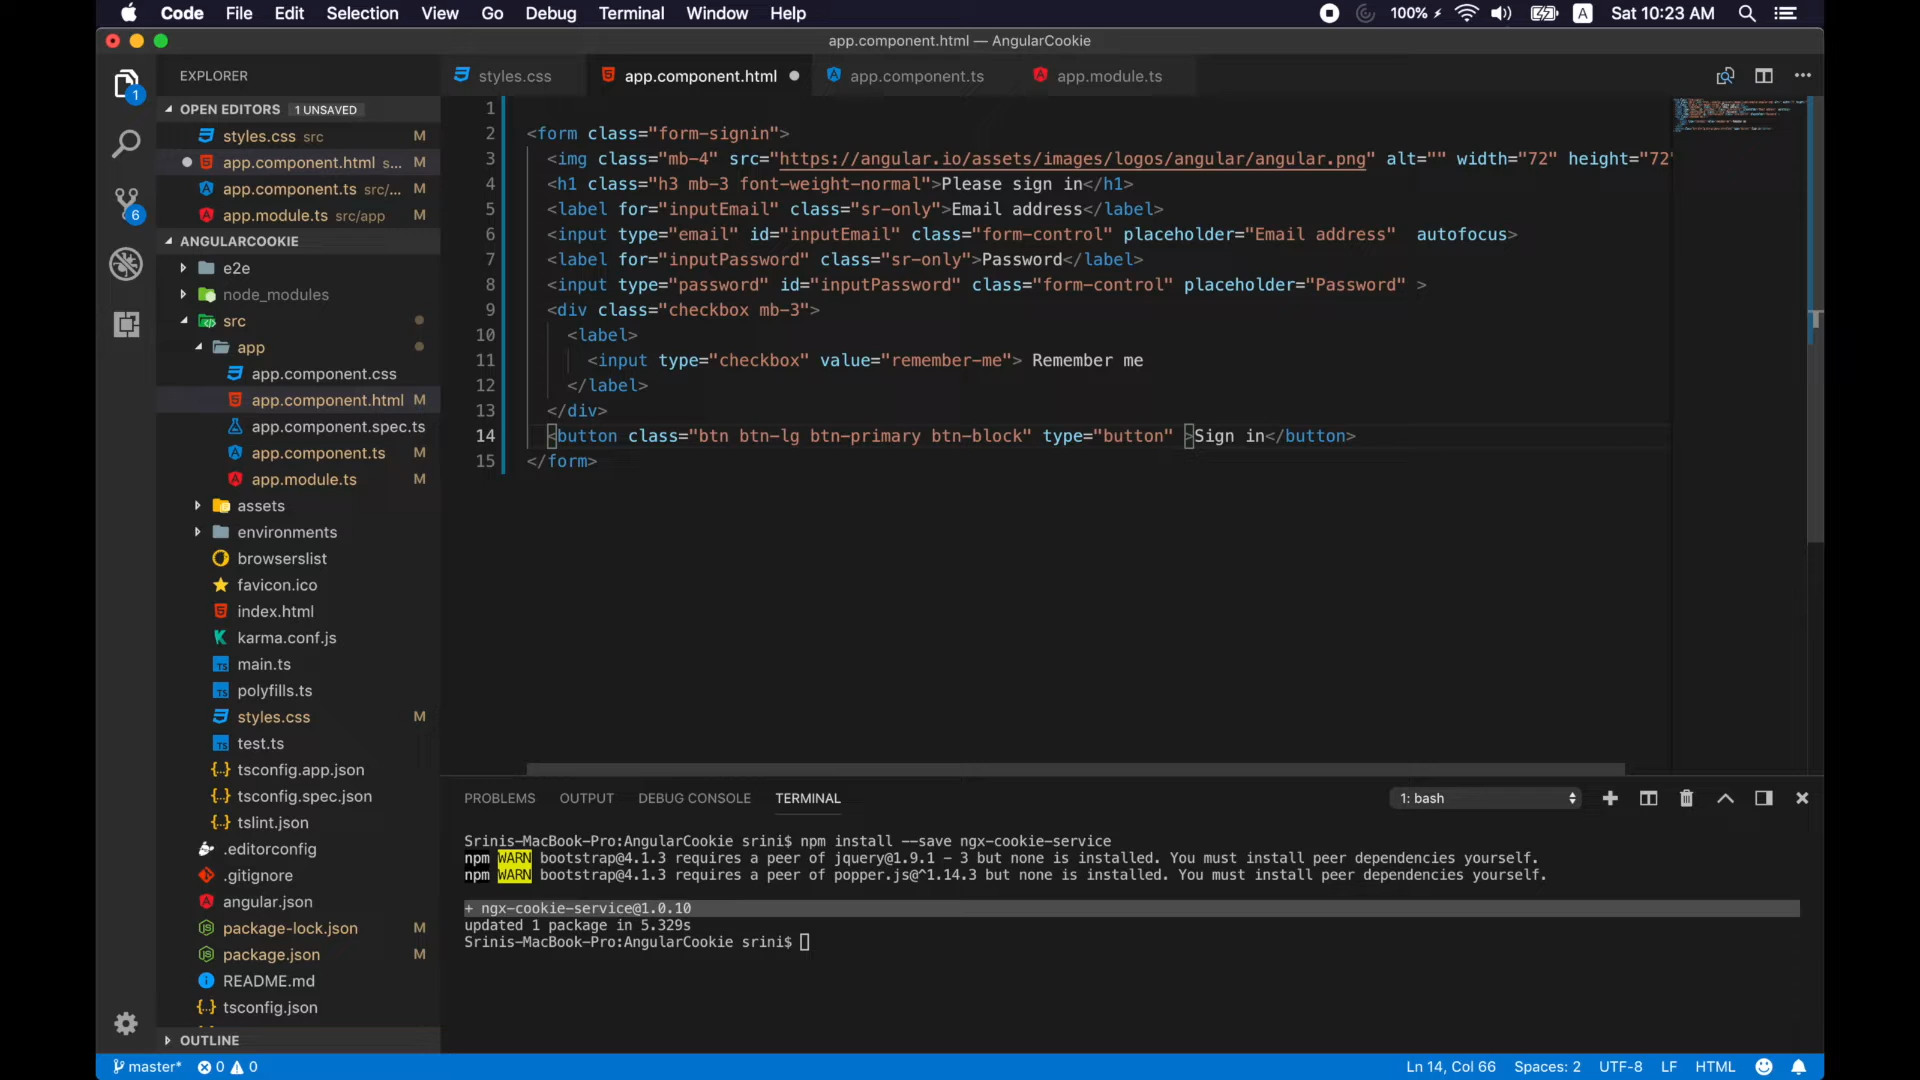 Code File Edit Selection View Go Debug Terminal Window Help 100% A Sat 10:23 AM
app.component.html — AngularCookie
EXPLORER
1
OPEN EDITORS 1 UNSAVED
styles.css src M
app.component.html s... M
app.component.ts src/... M
app.module.ts src/app M
6
ANGULARCOOKIE
e2e
node_modules
src
app
app.component.css
app.component.html M
app.component.spec.ts
app.component.ts M
app.module.ts M
assets
environments
browserslist
favicon.ico
index.html
karma.conf.js
main.ts
polyfills.ts
styles.css M
test.ts
tsconfig.app.json
tsconfig.spec.json
tslint.json
.editorconfig
.gitignore
angular.json
package-lock.json M
package.json M
README.md
tsconfig.json
OUTLINE
styles.css app.component.html app.component.ts app.module.ts
1
2 <form class="form-signin">
3 <img class="mb-4" src="https://angular.io/assets/images/logos/angular/angular.png" alt="" width="72" height="72"
4 <h1 class="h3 mb-3 font-weight-normal">Please sign in</h1>
5 <label for="inputEmail" class="sr-only">Email address</label>
6 <input type="email" id="inputEmail" class="form-control" placeholder="Email address"  autofocus>
7 <label for="inputPassword" class="sr-only">Password</label>
8 <input type="password" id="inputPassword" class="form-control" placeholder="Password" >
9 <div class="checkbox mb-3">
10 <label>
11 <input type="checkbox" value="remember-me"> Remember me
12 </label>
13 </div>
14 <button class="btn btn-lg btn-primary btn-block" type="button" >Sign in</button>
15 </form>
PROBLEMS OUTPUT DEBUG CONSOLE TERMINAL 1: bash
Srinis-MacBook-Pro:AngularCookie srini$ npm install --save ngx-cookie-service
npm WARN bootstrap@4.1.3 requires a peer of jquery@1.9.1 - 3 but none is installed. You must install peer dependencies yourself.
npm WARN bootstrap@4.1.3 requires a peer of popper.js@^1.14.3 but none is installed. You must install peer dependencies yourself.
+ ngx-cookie-service@1.0.10
updated 1 package in 5.329s
Srinis-MacBook-Pro:AngularCookie srini$
master* 0 0 Ln 14, Col 66 Spaces: 2 UTF-8 LF HTML